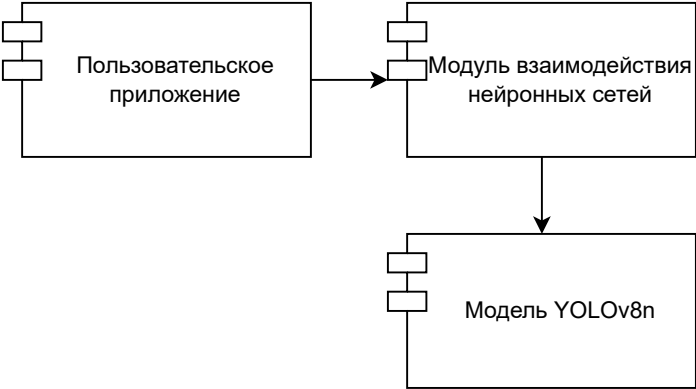 Пользовательское
приложение
Модуль взаимодействия
нейронных сетей
Модель YOLOv8n